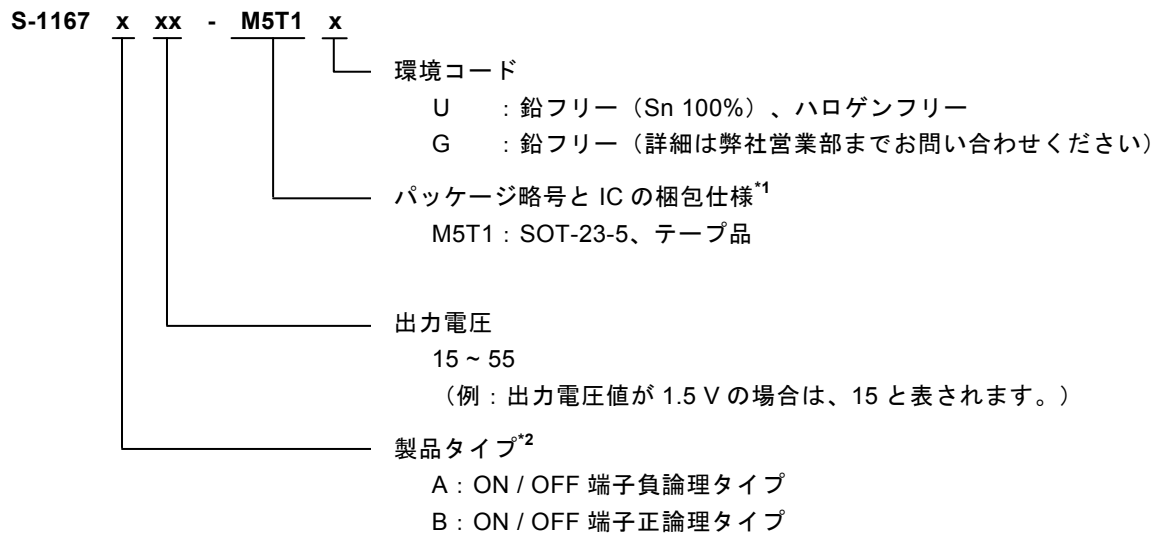 S-1167 x xx - M5T1 x
環境コード
U : 鉛フリー（Sn 100%）、ハロゲンフリー
G : 鉛フリー（詳細は弊社営業部までお問い合わせください）
パッケージ略号と IC の梱包仕様*1
M5T1 : SOT-23-5、テープ品
出力電圧
15 ~ 55
（例 : 出力電圧値が 1.5 V の場合は、15 と表されます。）
製品タイプ*2
A : ON / OFF 端子負論理タイプ
B : ON / OFF 端子正論理タイプ